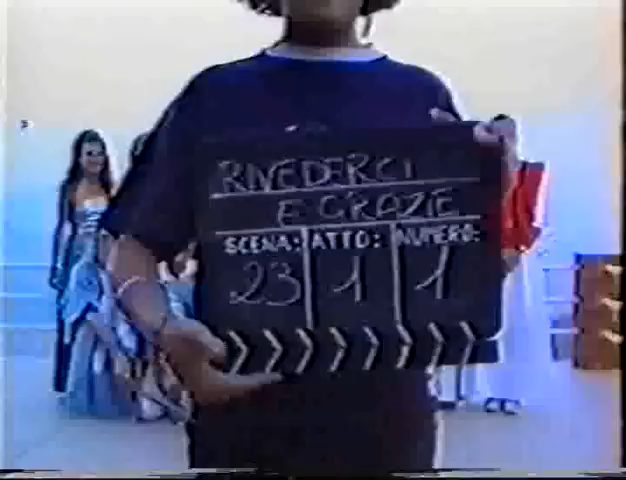 RIVEDERCI
E GRAZIE
SCENA: ATTO: NUMERO:
23 1 1